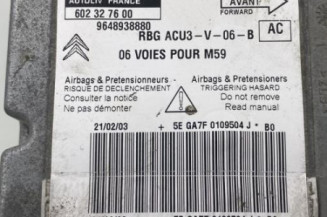 AUTOLIV FRANCE
602 32 76 00
9648938880
AVANT
FORWARD
RBG ACU3-V-06-B
AC
06 VOIES POUR M59
Airbags & Pretensionneurs
RISQUE DE DECLENCHEMENT
Consulter la notice
Ne pas démonter
Airbags & Pretensioners
TRIGGERING HAZARD
Do not remove
Read manual
21/02/03 + 5E GA7F 0109504 J * B0